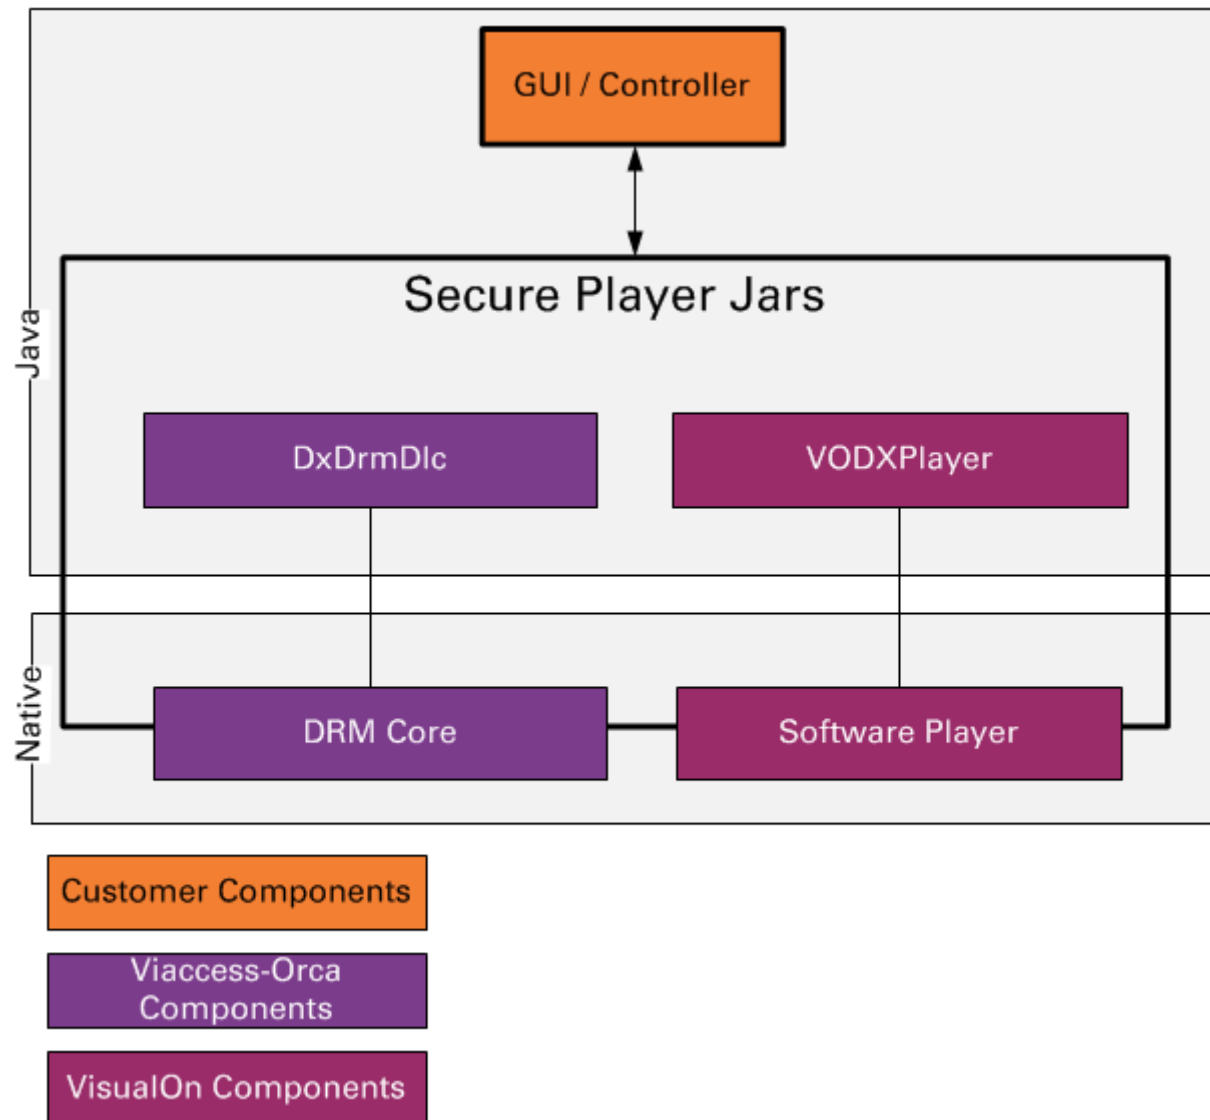 GUI / Controller
Secure Player Jars
Java
DxDrmDlc
VODXPlayer
Native
DRM Core
Software Player
Customer Components
Viaccess-Orca
Components
VisualOn Components